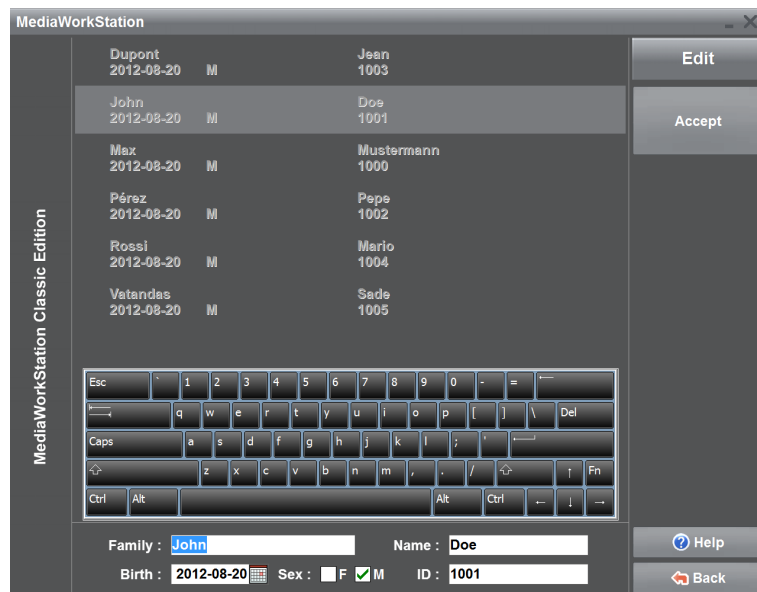 MediaWorkStation
MediaWorkStation Classic Edition
Dupont Jean
2012-08-20 M 1003
John Doe
2012-08-20 M 1001
Max Mustermann
2012-08-20 M 1000
Pérez Pepe
2012-08-20 M 1002
Rossi Mario
2012-08-20 M 1004
Vatandas Sade
2012-08-20 M 1005
Edit
Accept
Esc ` 1 2 3 4 5 6 7 8 9 0 - = ←
q w e r t y u i o p [ ] \ Del
Caps a s d f g h j k l ; '
z x c v b n m , . / ↑ Fn
Ctrl Alt Alt Ctrl ← ↓ →
Family : John Name : Doe
Birth : 2012-08-20 Sex : F M ID : 1001
Help
Back